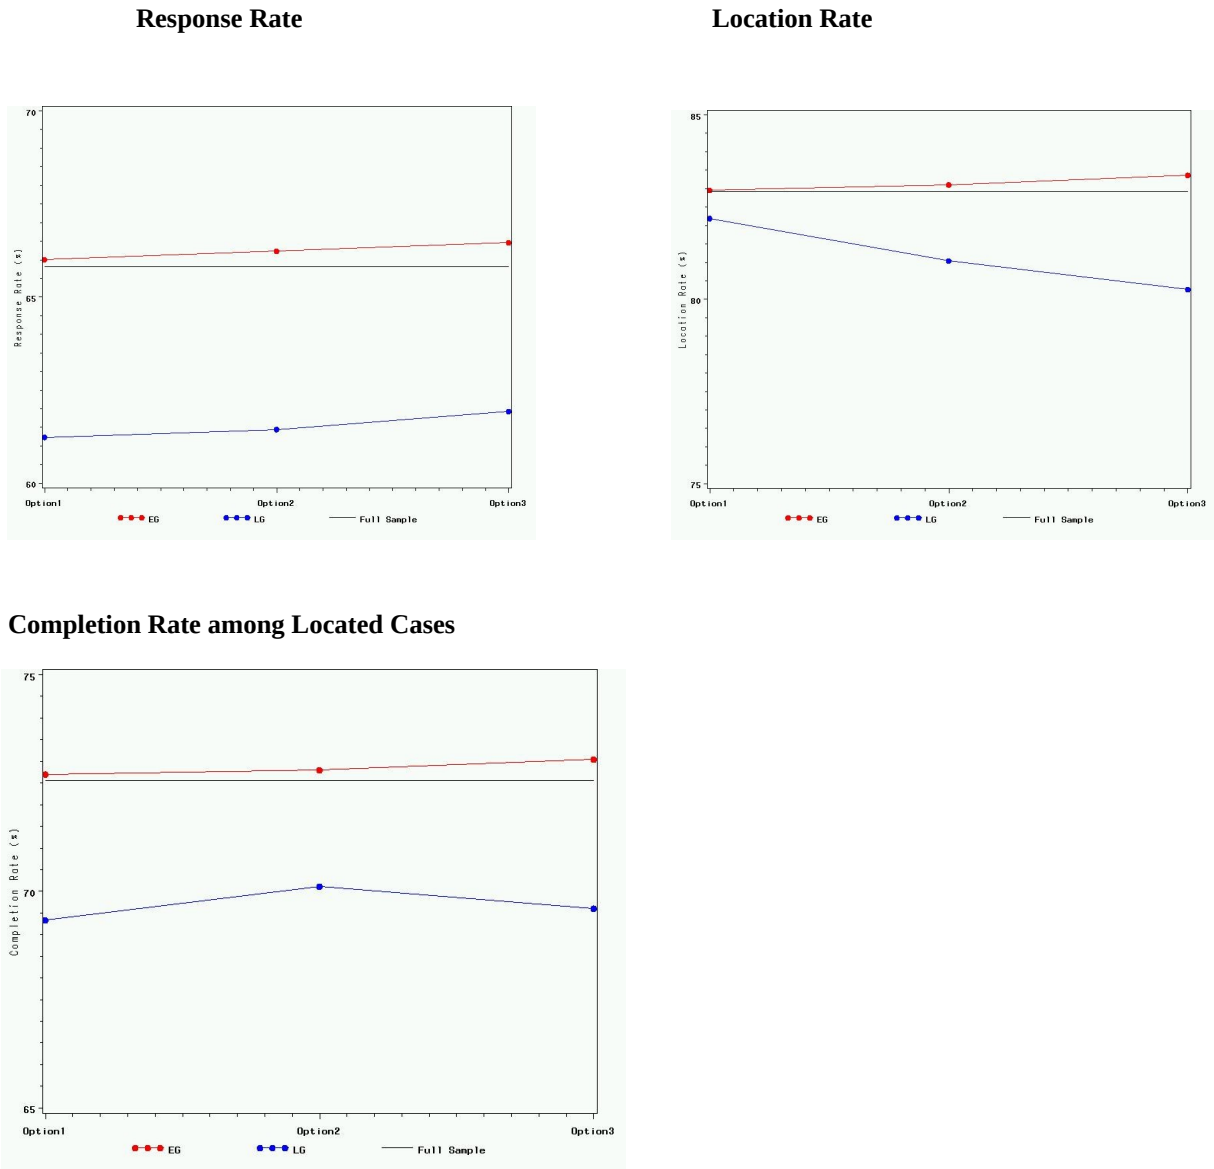 Response Rate
Location Rate
70
65
60
Response Rate (%)
Option1 Option2 Option3
EG LG Full Sample
85
80
75
Location Rate (%)
Option1 Option2 Option3
EG LG Full Sample
Completion Rate among Located Cases
75
70
65
Completion Rate (%)
Option1 Option2 Option3
EG LG Full Sample